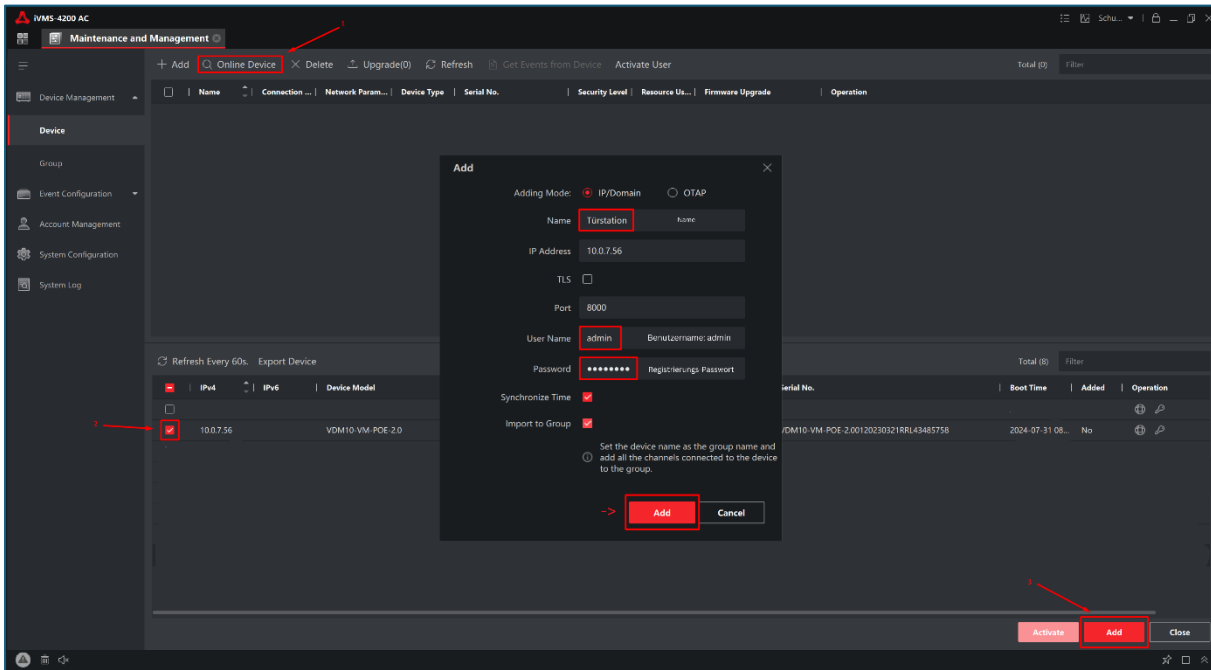 iVMS-4200 AC
Schu...
Maintenance and Management
1
Add Online Device Delete Upgrade(0) Refresh Get Events from Device Activate User Total (0) Filter
Device Management
Name Connection ... Network Param... Device Type Serial No. Security Level Resource Us... Firmware Upgrade Operation
Device
Group
Event Configuration
Account Management
System Configuration
System Log
Add
Adding Mode: IP/Domain OTAP
Name Türstation Name
IP Address 10.0.7.56
TLS
Port 8000
User Name admin Benutzername: admin
Password •••••••• Registrierungs-Passwort
Synchronize Time
Import to Group
Set the device name as the group name and
add all the channels connected to the device
to the group.
-> Add Cancel
Refresh Every 60s. Export Device Total (8) Filter
IPv4 IPv6 Device Model Serial No. Boot Time Added Operation
2
10.0.7.56 VDM10-VM-POE-2.0 VDM10-VM-POE-2.00120230321RRL43485758 2024-07-31 08... No
3
Activate Add Close